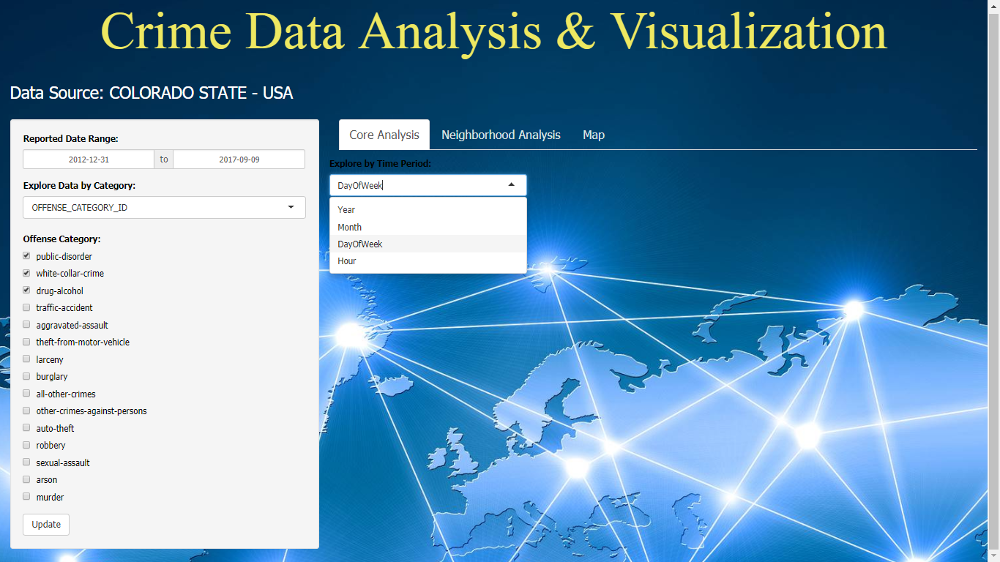 Crime Data Analysis & Visualization
Data Source: COLORADO STATE - USA
Reported Date Range:
2012-12-31 to 2017-09-09
Explore Data by Category:
OFFENSE_CATEGORY_ID
Offense Category:
public-disorder
white-collar-crime
drug-alcohol
traffic-accident
aggravated-assault
theft-from-motor-vehicle
larceny
burglary
all-other-crimes
other-crimes-against-persons
auto-theft
robbery
sexual-assault
arson
murder
Update
Core Analysis Neighborhood Analysis Map
Explore by Time Period:
DayOfWeek
Year
Month
DayOfWeek
Hour